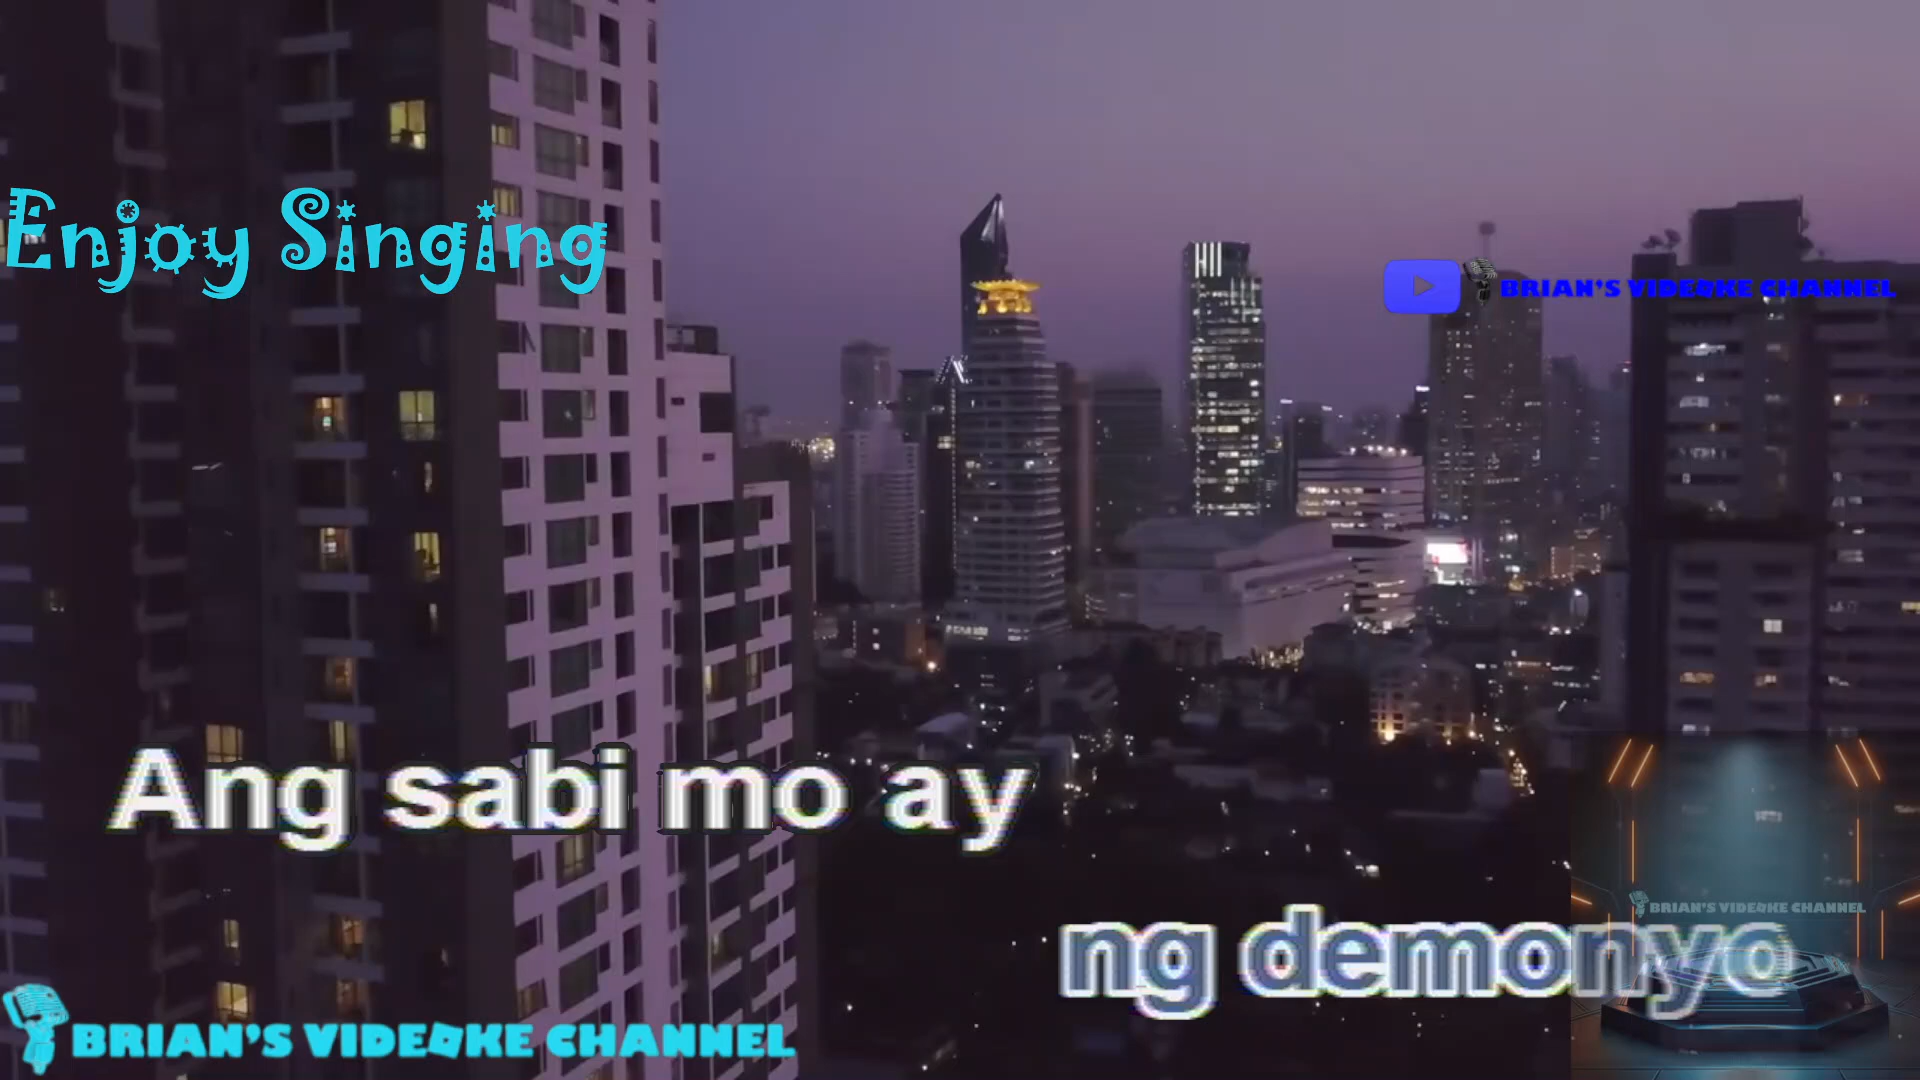 Enjoy Singing
BRIAN'S VIDEOKE CHANNEL
Ang sabi mo ay
BRIAN'S VIDEOKE CHANNEL
ng demonyo
BRIAN'S VIDEOKE CHANNEL